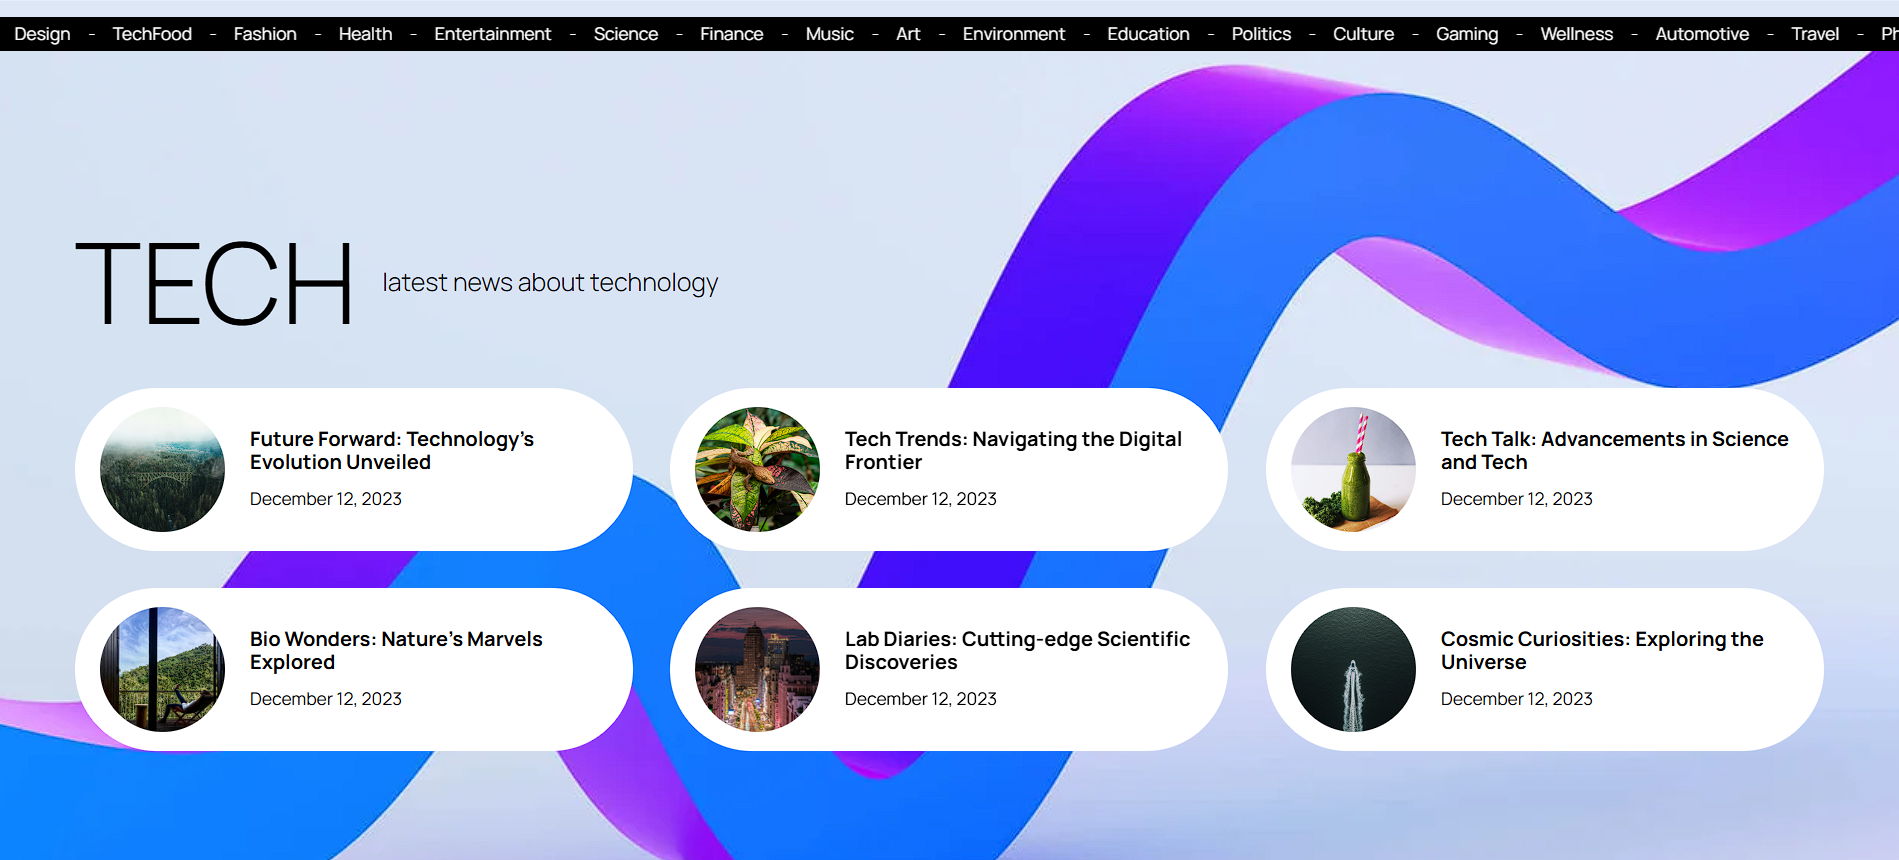 Design - TechFood - Fashion - Health - Entertainment - Science - Finance - Music - Art - Environment - Education - Politics - Culture - Gaming - Wellness - Automotive - Travel - Ph
TECH
latest news about technology
Future Forward: Technology’s
Evolution Unveiled
December 12, 2023
Tech Trends: Navigating the Digital
Frontier
December 12, 2023
Tech Talk: Advancements in Science
and Tech
December 12, 2023
Bio Wonders: Nature’s Marvels
Explored
December 12, 2023
Lab Diaries: Cutting-edge Scientific
Discoveries
December 12, 2023
Cosmic Curiosities: Exploring the
Universe
December 12, 2023